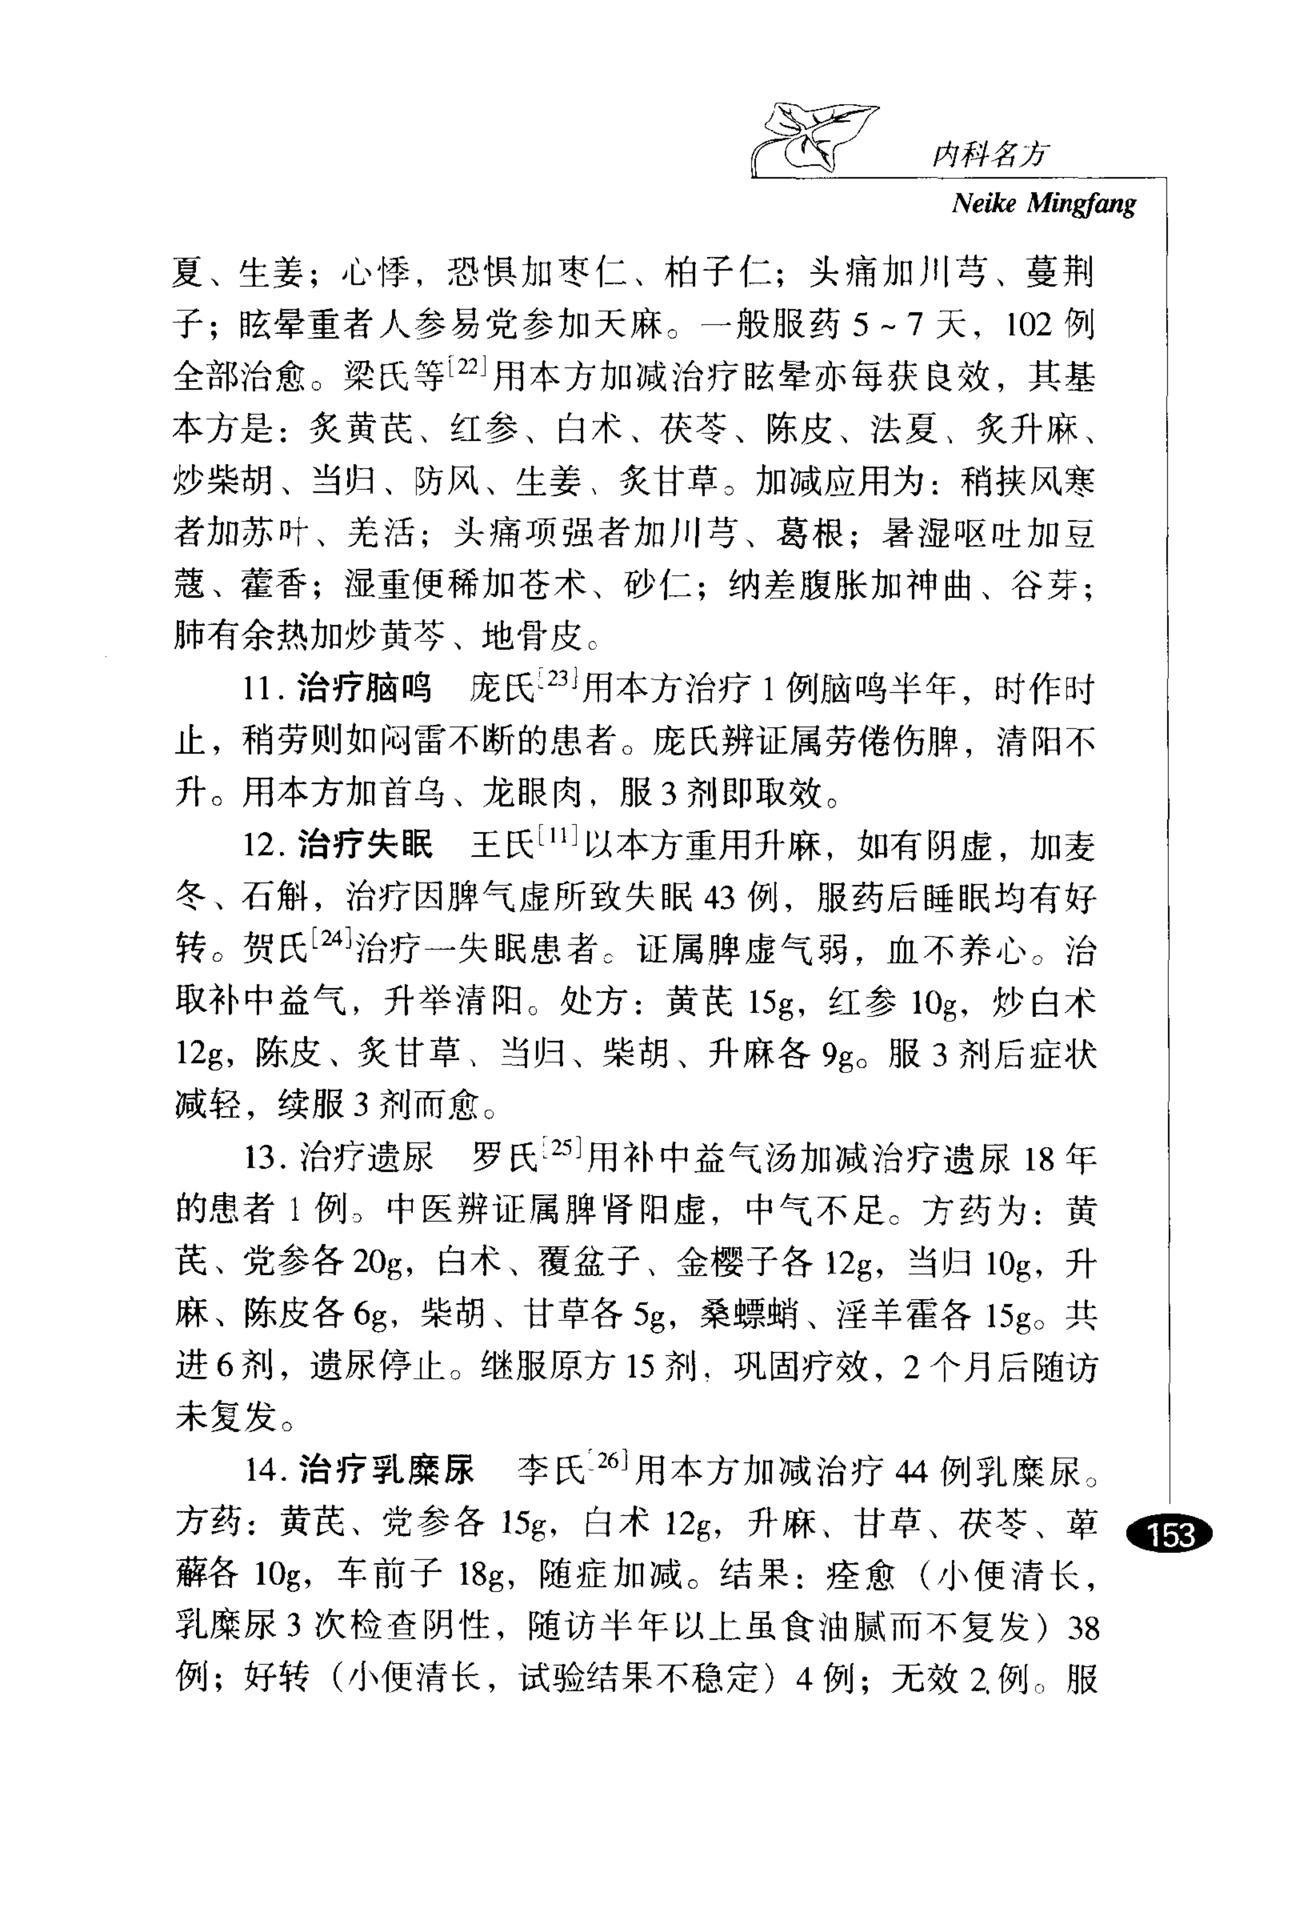 内科名方
Neike Mingfang
夏、生姜；心悸，恐惧加枣仁、柏子仁；头痛加川芎、蔓荆
子；眩晕重者人参易党参加天麻。一般服药 5～7 天，102 例
全部治愈。梁氏等[22]用本方加减治疗眩晕亦每获良效，其基
本方是：炙黄芪、红参、白术、茯苓、陈皮、法夏、炙升麻、
炒柴胡、当归、防风、生姜、炙甘草。加减应用为：稍挟风寒
者加苏叶、羌活；头痛项强者加川芎、葛根；暑湿呕吐加豆
蔻、藿香；湿重便稀加苍术、砂仁；纳差腹胀加神曲、谷芽；
肺有余热加炒黄芩、地骨皮。
11. 治疗脑鸣　庞氏[23]用本方治疗 1 例脑鸣半年，时作时
止，稍劳则如闷雷不断的患者。庞氏辨证属劳倦伤脾，清阳不
升。用本方加首乌、龙眼肉，服 3 剂即取效。
12. 治疗失眠　王氏[11]以本方重用升麻，如有阴虚，加麦
冬、石斛，治疗因脾气虚所致失眠 43 例，服药后睡眠均有好
转。贺氏[24]治疗一失眠患者。证属脾虚气弱，血不养心。治
取补中益气，升举清阳。处方：黄芪 15g，红参 10g，炒白术
12g，陈皮、炙甘草、当归、柴胡、升麻各 9g。服 3 剂后症状
减轻，续服 3 剂而愈。
13. 治疗遗尿　罗氏[25]用补中益气汤加减治疗遗尿 18 年
的患者 1 例。中医辨证属脾肾阳虚，中气不足。方药为：黄
芪、党参各 20g，白术、覆盆子、金樱子各 12g，当归 10g，升
麻、陈皮各 6g，柴胡、甘草各 5g，桑螵蛸、淫羊霍各 15g。共
进 6 剂，遗尿停止。继服原方 15 剂，巩固疗效，2 个月后随访
未复发。
14. 治疗乳糜尿　李氏[26]用本方加减治疗 44 例乳糜尿。
方药：黄芪、党参各 15g，白术 12g，升麻、甘草、茯苓、萆
薢各 10g，车前子 18g，随症加减。结果：痊愈（小便清长，
乳糜尿 3 次检查阴性，随访半年以上虽食油腻而不复发）38
例；好转（小便清长，试验结果不稳定）4 例；无效 2 例。服
153